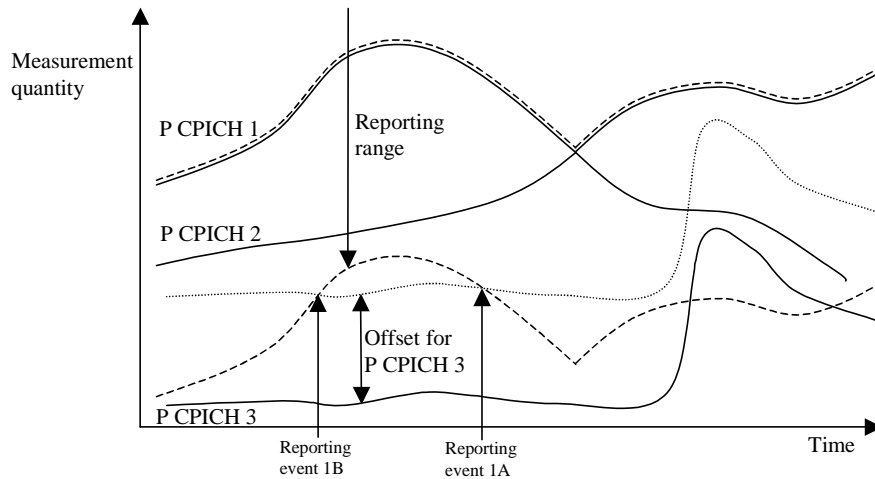 Measurement
quantity
P CPICH 1
Reporting
range
P CPICH 2
Offset for
P CPICH 3
P CPICH 3
Time
Reporting
event 1B
Reporting
event 1A